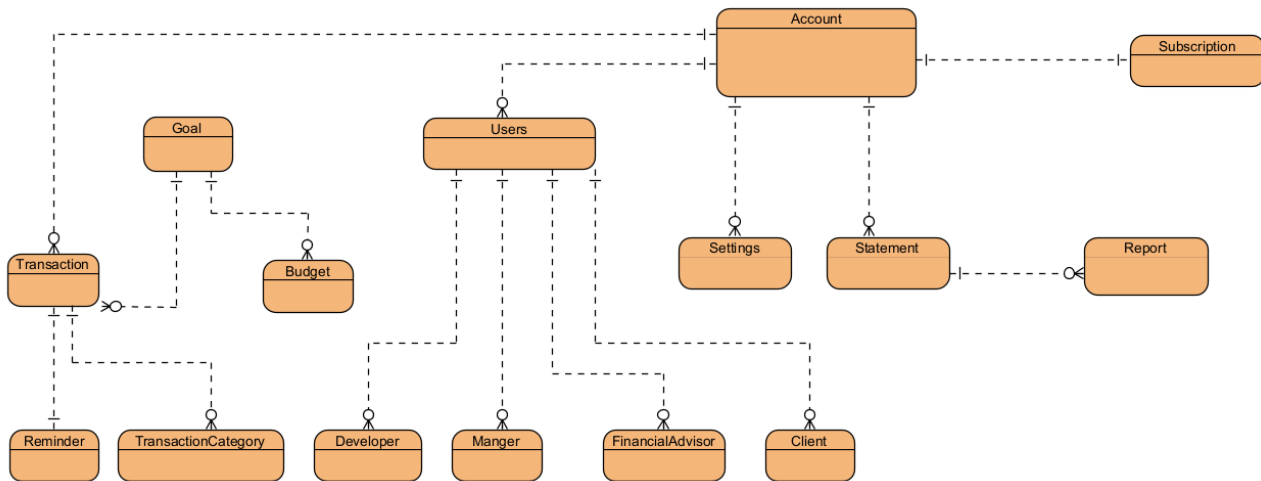 Account
Subscription
Goal
Users
Settings
Statement
Report
Transaction
Budget
Reminder
TransactionCategory
Developer
Manger
FinancialAdvisor
Client